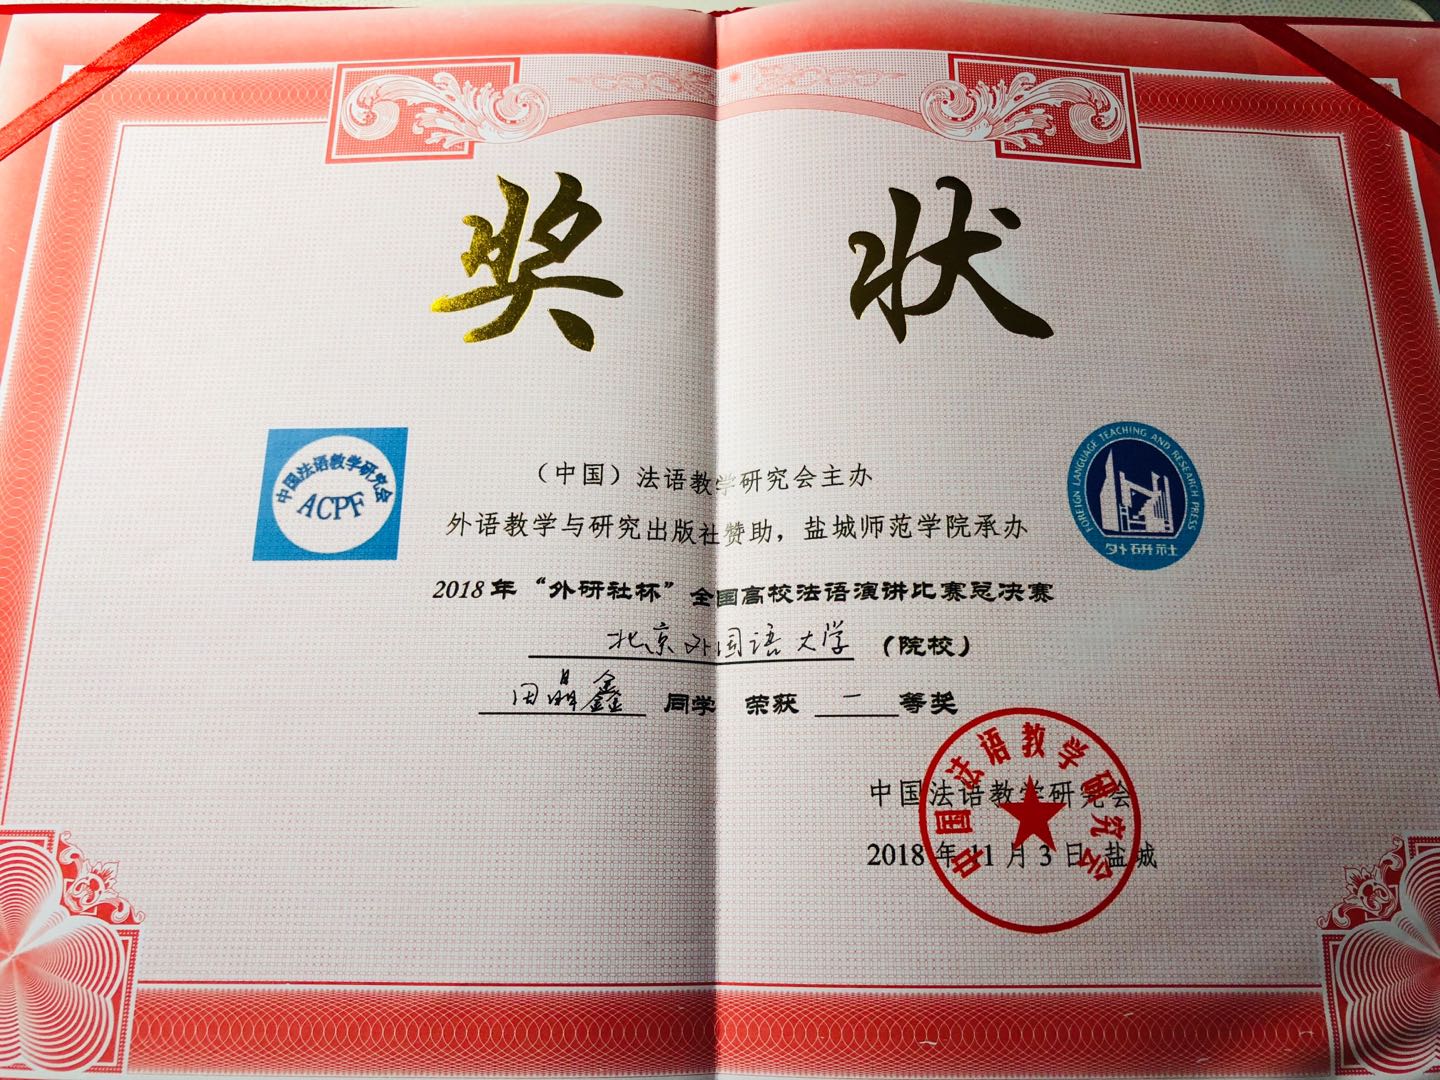 奖状
中国法语教学研究会
ACPF
FOREIGN LANGUAGE TEACHING AND RESEARCH PRESS
外研社
（中国）法语教学研究会主办
外语教学与研究出版社赞助，盐城师范学院承办
2018年“外研社杯”全国高校法语演讲比赛总决赛
北京外国语大学（院校）
田晶鑫 同学 荣获 一 等奖
中国法语教学研究会
2018年11月3日 盐城
中国法语教学研究会